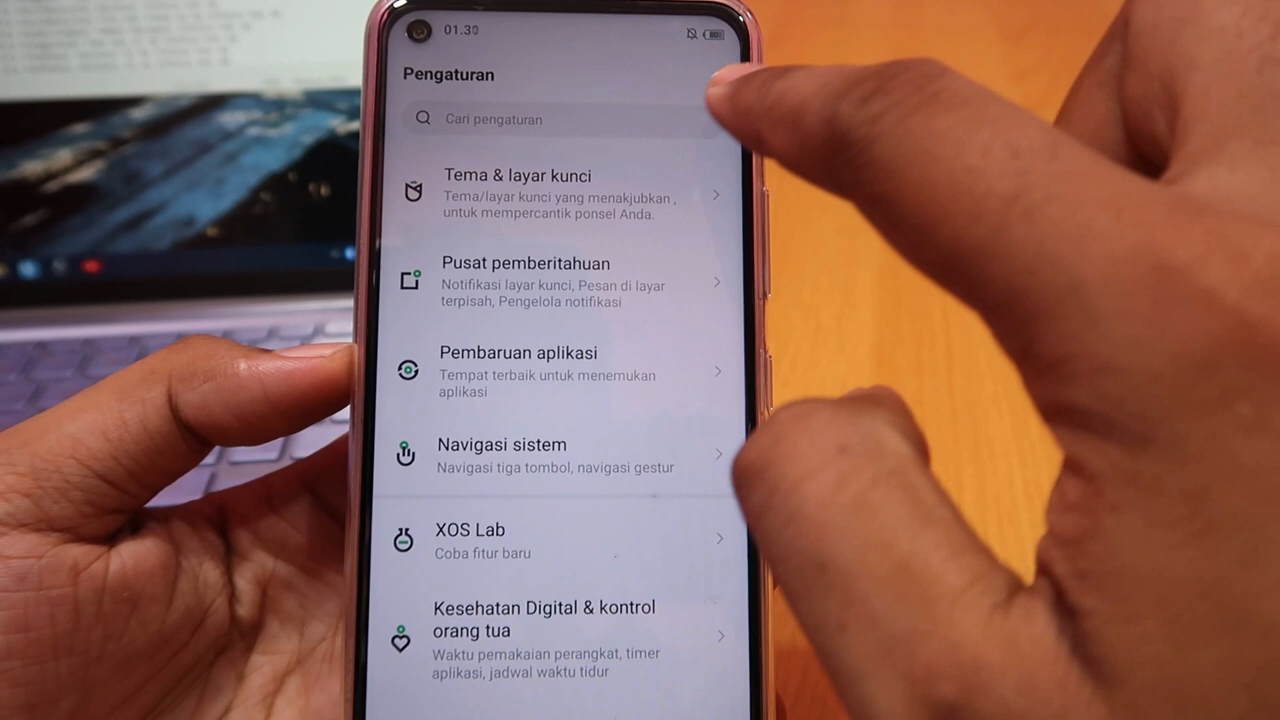 01.30
Pengaturan
Cari pengaturan
Tema & layar kunci
Tema/layar kunci yang menakjubkan ,
untuk mempercantik ponsel Anda.
Pusat pemberitahuan
Notifikasi layar kunci, Pesan di layar
terpisah, Pengelola notifikasi
Pembaruan aplikasi
Tempat terbaik untuk menemukan
aplikasi
Navigasi sistem
Navigasi tiga tombol, navigasi gestur
XOS Lab
Coba fitur baru
Kesehatan Digital & kontrol
orang tua
Waktu pemakaian perangkat, timer
aplikasi, jadwal waktu tidur